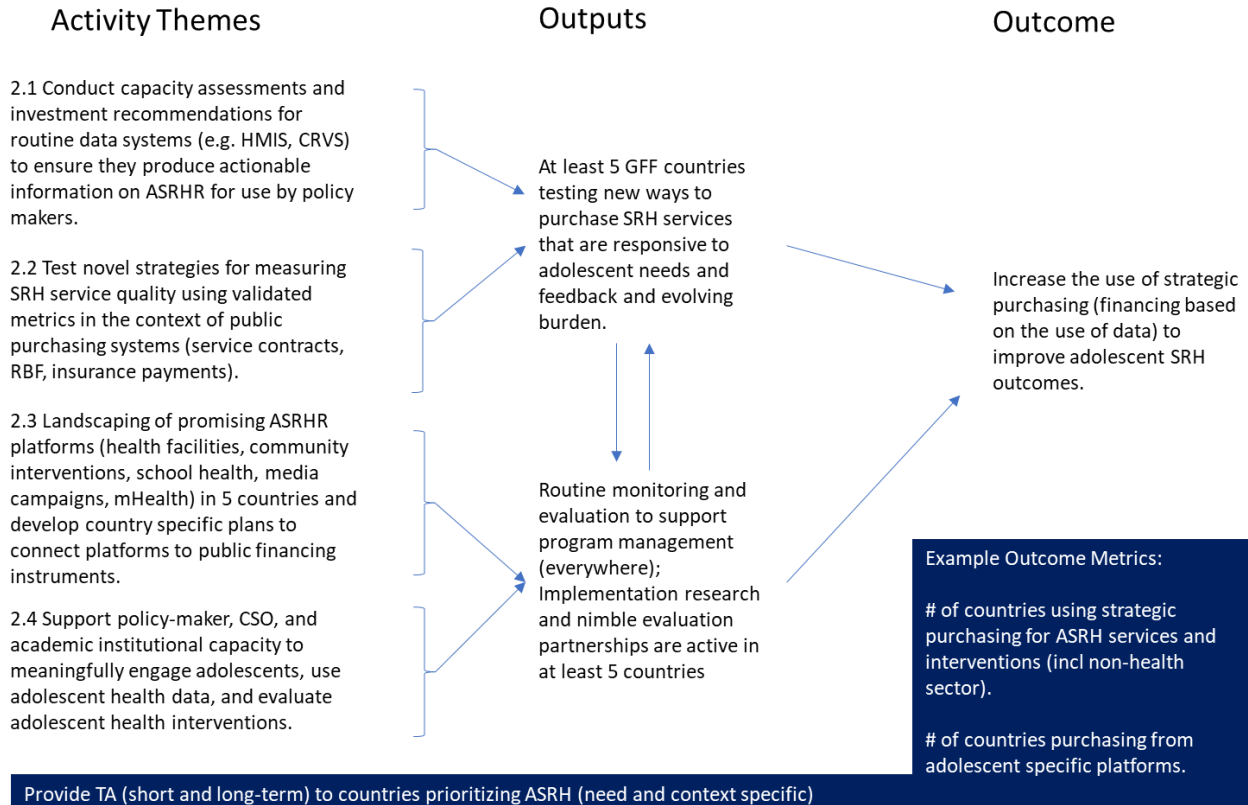 Activity Themes
Outputs
Outcome
2.1 Conduct capacity assessments and
investment recommendations for
routine data systems (e.g. HMIS, CRVS)
to ensure they produce actionable
information on ASRHR for use by policy
makers.
2.2 Test novel strategies for measuring
SRH service quality using validated
metrics in the context of public
purchasing systems (service contracts,
RBF, insurance payments).
2.3 Landscaping of promising ASRHR
platforms (health facilities, community
interventions, school health, media
campaigns, mHealth) in 5 countries and
develop country specific plans to
connect platforms to public financing
instruments.
2.4 Support policy-maker, CSO, and
academic institutional capacity to
meaningfully engage adolescents, use
adolescent health data, and evaluate
adolescent health interventions.
At least 5 GFF countries
testing new ways to
purchase SRH services
that are responsive to
adolescent needs and
feedback and evolving
burden.
Routine monitoring and
evaluation to support
program management
(everywhere);
Implementation research
and nimble evaluation
partnerships are active in
at least 5 countries
Increase the use of strategic
purchasing (financing based
on the use of data) to
improve adolescent SRH
outcomes.
Example Outcome Metrics:
# of countries using strategic
purchasing for ASRH services and
interventions (incl non-health
sector).
# of countries purchasing from
adolescent specific platforms.
Provide TA (short and long-term) to countries prioritizing ASRH (need and context specific)